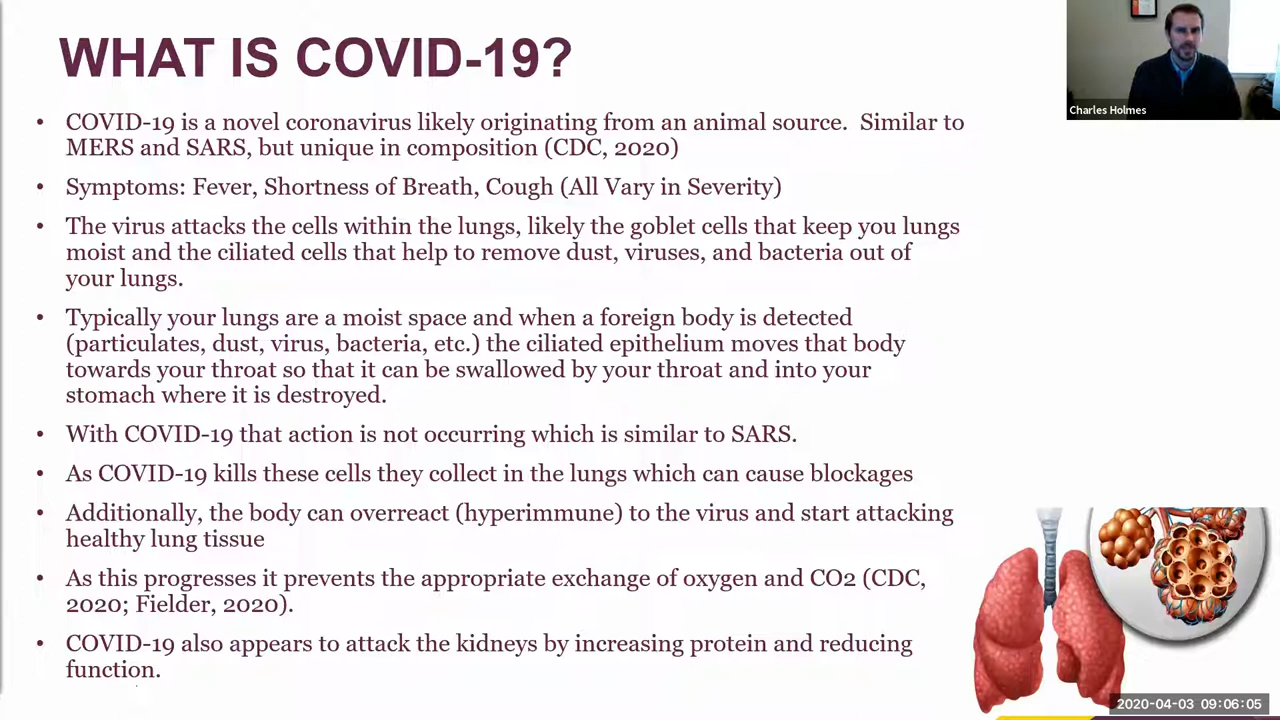 WHAT IS COVID-19?
Charles Holmes
• COVID-19 is a novel coronavirus likely originating from an animal source.  Similar to
MERS and SARS, but unique in composition (CDC, 2020)
• Symptoms: Fever, Shortness of Breath, Cough (All Vary in Severity)
• The virus attacks the cells within the lungs, likely the goblet cells that keep you lungs
moist and the ciliated cells that help to remove dust, viruses, and bacteria out of
your lungs.
• Typically your lungs are a moist space and when a foreign body is detected
(particulates, dust, virus, bacteria, etc.) the ciliated epithelium moves that body
towards your throat so that it can be swallowed by your throat and into your
stomach where it is destroyed.
• With COVID-19 that action is not occurring which is similar to SARS.
• As COVID-19 kills these cells they collect in the lungs which can cause blockages
• Additionally, the body can overreact (hyperimmune) to the virus and start attacking
healthy lung tissue
• As this progresses it prevents the appropriate exchange of oxygen and CO2 (CDC,
2020; Fielder, 2020).
• COVID-19 also appears to attack the kidneys by increasing protein and reducing
function.
2020-04-03 09:06:05